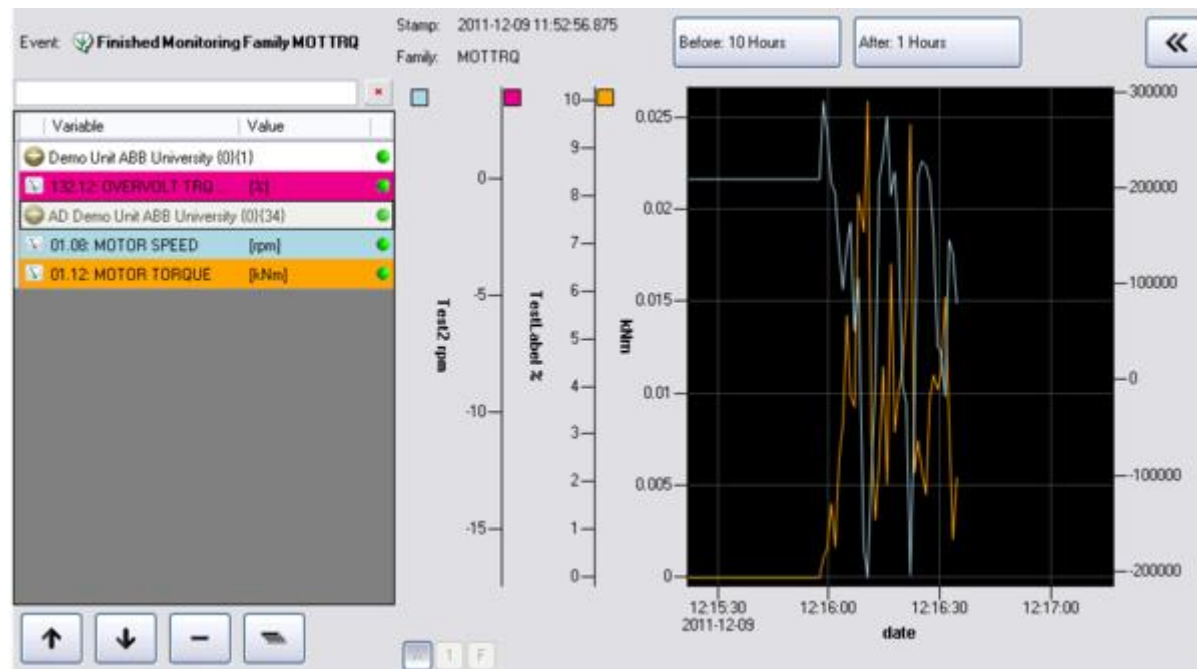 Event: Finished Monitoring Family MOTTRQ
Stamp: 2011-12-09 11:52:56.875
Family: MOTTRQ
Before: 10 Hours
After: 1 Hours
Variable Value
Demo Unit ABB University {0}{1}
132.12: OVERVOLT TRQ ... [%]
AD Demo Unit ABB University {0}{34}
01.08: MOTOR SPEED [rpm]
01.12: MOTOR TORQUE [kNm]
0
-5
-10
-15
Test2 rpm
TestLabel %
10
9
8
7
6
5
4
3
2
1
0
kNm
0.025
0.02
0.015
0.01
0.005
0
300000
200000
100000
0
-100000
-200000
12:15:30
2011-12-09
12:16:00
12:16:30
12:17:00
date
1
F